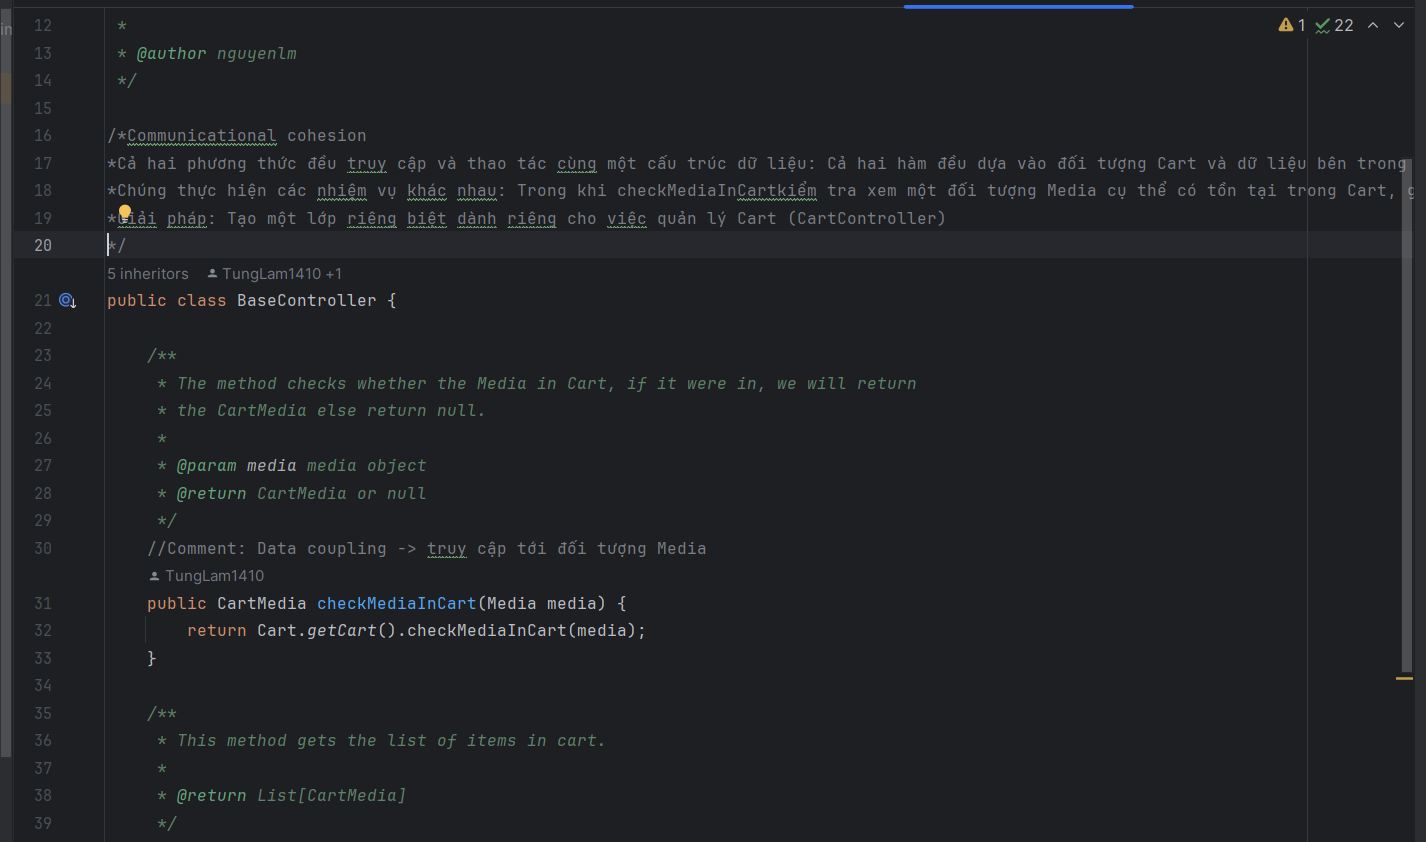 in
1 22
12 *
13 * @author nguyenlm
14 */
15
16 /*Communicational cohesion
17 *Cả hai phương thức đều truy cập và thao tác cùng một cấu trúc dữ liệu: Cả hai hàm đều dựa vào đối tượng Cart và dữ liệu bên trong
18 *Chúng thực hiện các nhiệm vụ khác nhau: Trong khi checkMediaInCartkiểm tra xem một đối tượng Media cụ thể có tồn tại trong Cart, g
19 *Giải pháp: Tạo một lớp riêng biệt dành riêng cho việc quản lý Cart (CartController)
20 */
5 inheritors TungLam1410 +1
21 public class BaseController {
22
23 /**
24 * The method checks whether the Media in Cart, if it were in, we will return
25 * the CartMedia else return null.
26 *
27 * @param media media object
28 * @return CartMedia or null
29 */
30 //Comment: Data coupling -> truy cập tới đối tượng Media
TungLam1410
31 public CartMedia checkMediaInCart(Media media) {
32 return Cart.getCart().checkMediaInCart(media);
33 }
34
35 /**
36 * This method gets the list of items in cart.
37 *
38 * @return List[CartMedia]
39 */